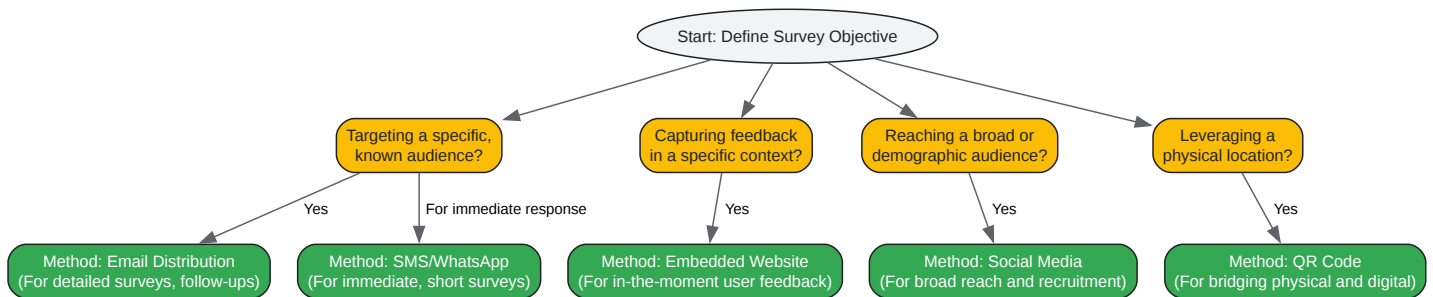 Start: Define Survey Objective
Targeting a specific,
known audience?
Capturing feedback
in a specific context?
Reaching a broad or
demographic audience?
Leveraging a
physical location?
Yes
For immediate response
Yes
Yes
Yes
Method: Email Distribution
(For detailed surveys, follow-ups)
Method: SMS/WhatsApp
(For immediate, short surveys)
Method: Embedded Website
(For in-the-moment user feedback)
Method: Social Media
(For broad reach and recruitment)
Method: QR Code
(For bridging physical and digital)